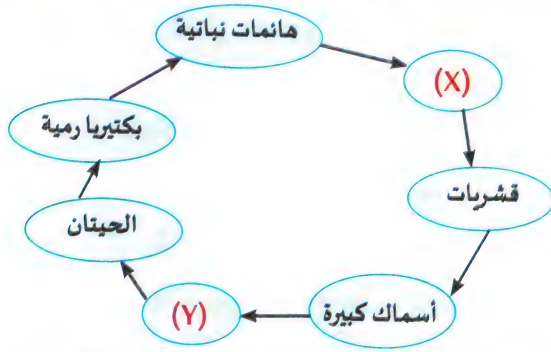 هائمات نباتية
(X)
قشريات
أسماك كبيرة
(Y)
الحيتان
بكتيريا رمية